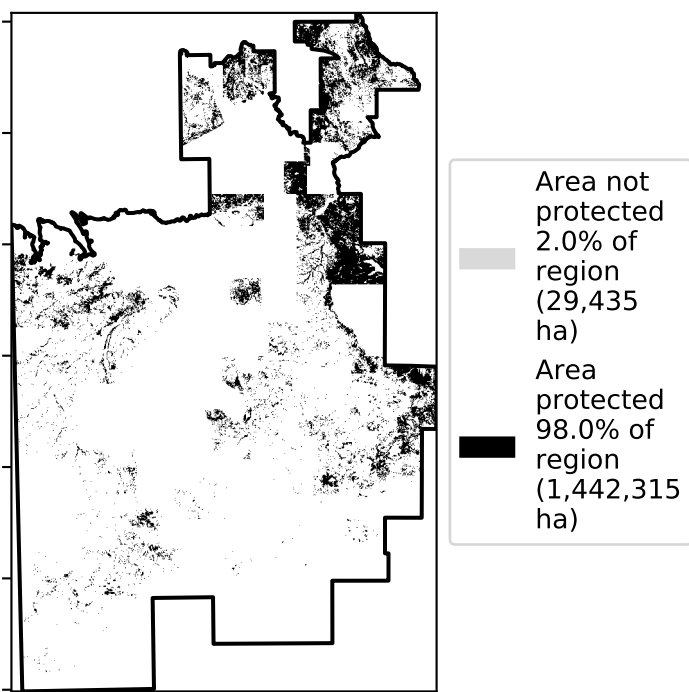 Area not
protected
2.0% of
region
(29,435
ha)
Area
protected
98.0% of
region
(1,442,315
ha)